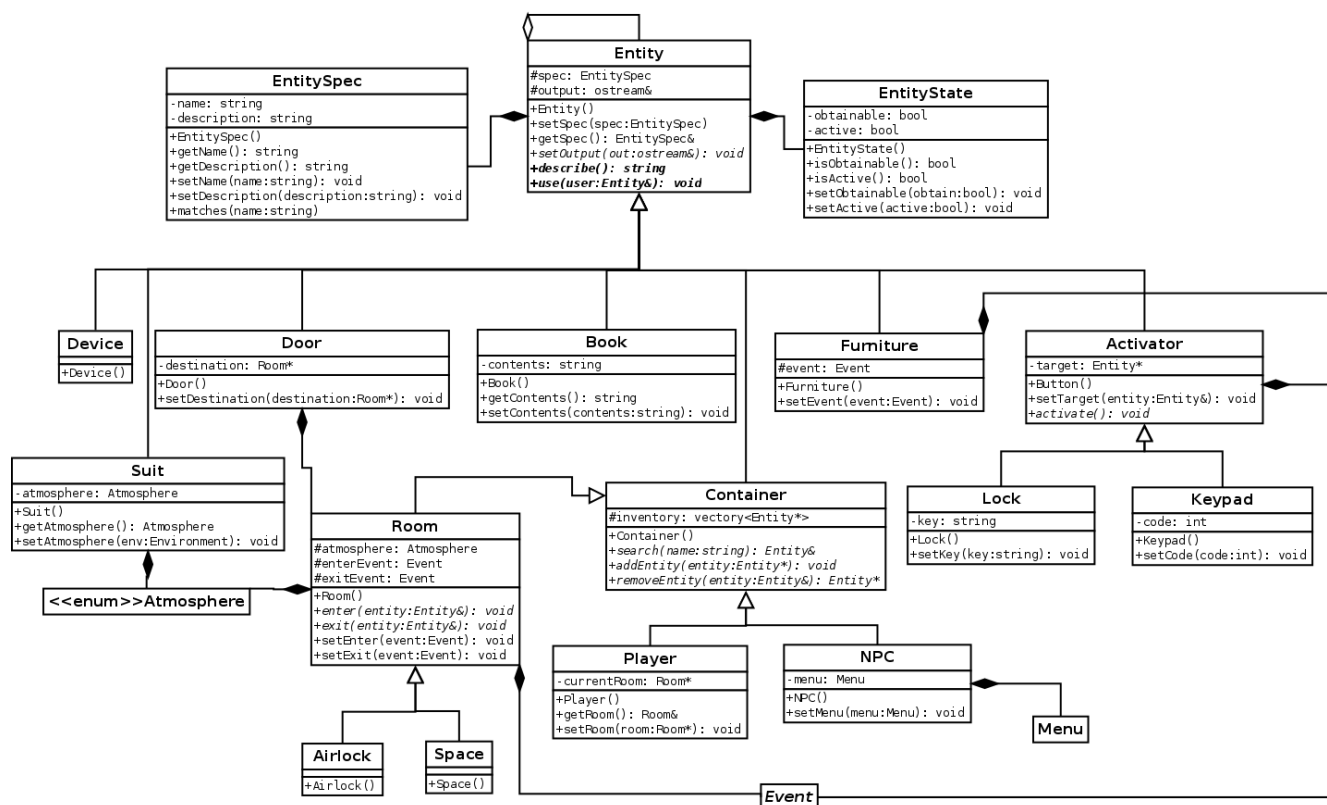 Entity
#spec: EntitySpec
#output: ostream&
+Entity()
+setSpec(spec:EntitySpec)
+getSpec(): EntitySpec&
+setOutput(out:ostream&): void
+describe(): string
+use(user:Entity&): void
EntitySpec
-name: string
-description: string
+EntitySpec()
+getName(): string
+getDescription(): string
+setName(name:string): void
+setDescription(description:string): void
+matches(name:string)
EntityState
-obtainable: bool
-active: bool
+EntityState()
+isObtainable(): bool
+isActive(): bool
+setObtainable(obtain:bool): void
+setActive(active:bool): void
Device
+Device()
Door
-destination: Room*
+Door()
+setDestination(destination:Room*): void
Book
-contents: string
+Book()
+getContents(): string
+setContents(contents:string): void
Furniture
#event: Event
+Furniture()
+setEvent(event:Event): void
Activator
-target: Entity*
+Button()
+setTarget(entity:Entity&): void
+activate(): void
Suit
-atmosphere: Atmosphere
+Suit()
+getAtmosphere(): Atmosphere
+setAtmosphere(env:Environment): void
<<enum>>Atmosphere
Room
#atmosphere: Atmosphere
#enterEvent: Event
#exitEvent: Event
+Room()
+enter(entity:Entity&): void
+exit(entity:Entity&): void
+setEnter(event:Event): void
+setExit(event:Event): void
Container
#inventory: vectory<Entity*>
+Container()
+search(name:string): Entity&
+addEntity(entity:Entity*): void
+removeEntity(entity:Entity&): Entity*
Lock
-key: string
+Lock()
+setKey(key:string): void
Keypad
-code: int
+Keypad()
+setCode(code:int): void
Player
-currentRoom: Room*
+Player()
+getRoom(): Room&
+setRoom(room:Room*): void
NPC
-menu: Menu
+NPC()
+setMenu(menu:Menu): void
Menu
Airlock
+Airlock()
Space
+Space()
Event